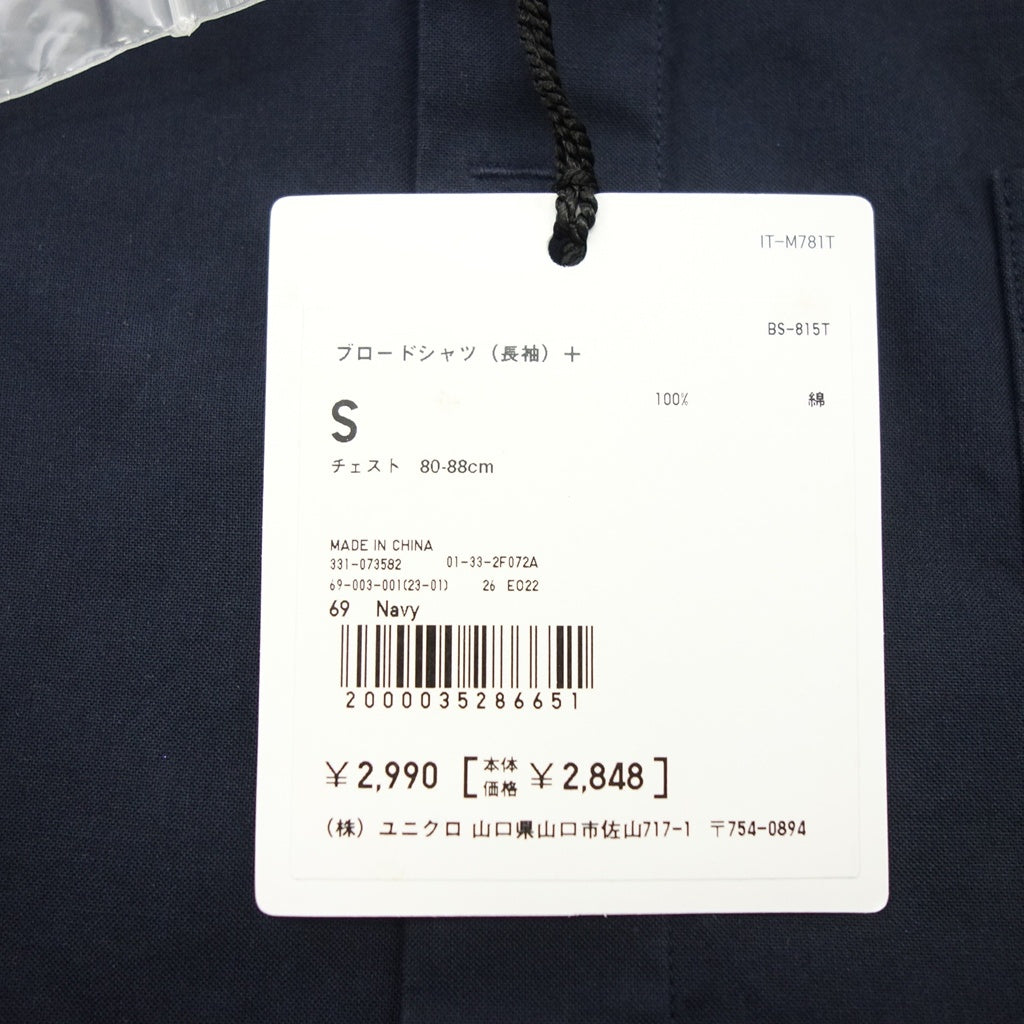 IT-M781T
BS-815T
ブロードシャツ（長袖）＋
S
100% 綿
チェスト 80-88cm
MADE IN CHINA
331-073582 01-33-2F072A
69-003-001(23-01) 26 E022
69 Navy
2000035286651
¥2,990 [本体価格 ¥2,848]
（株）ユニクロ 山口県山口市佐山717-1 〒754-0894